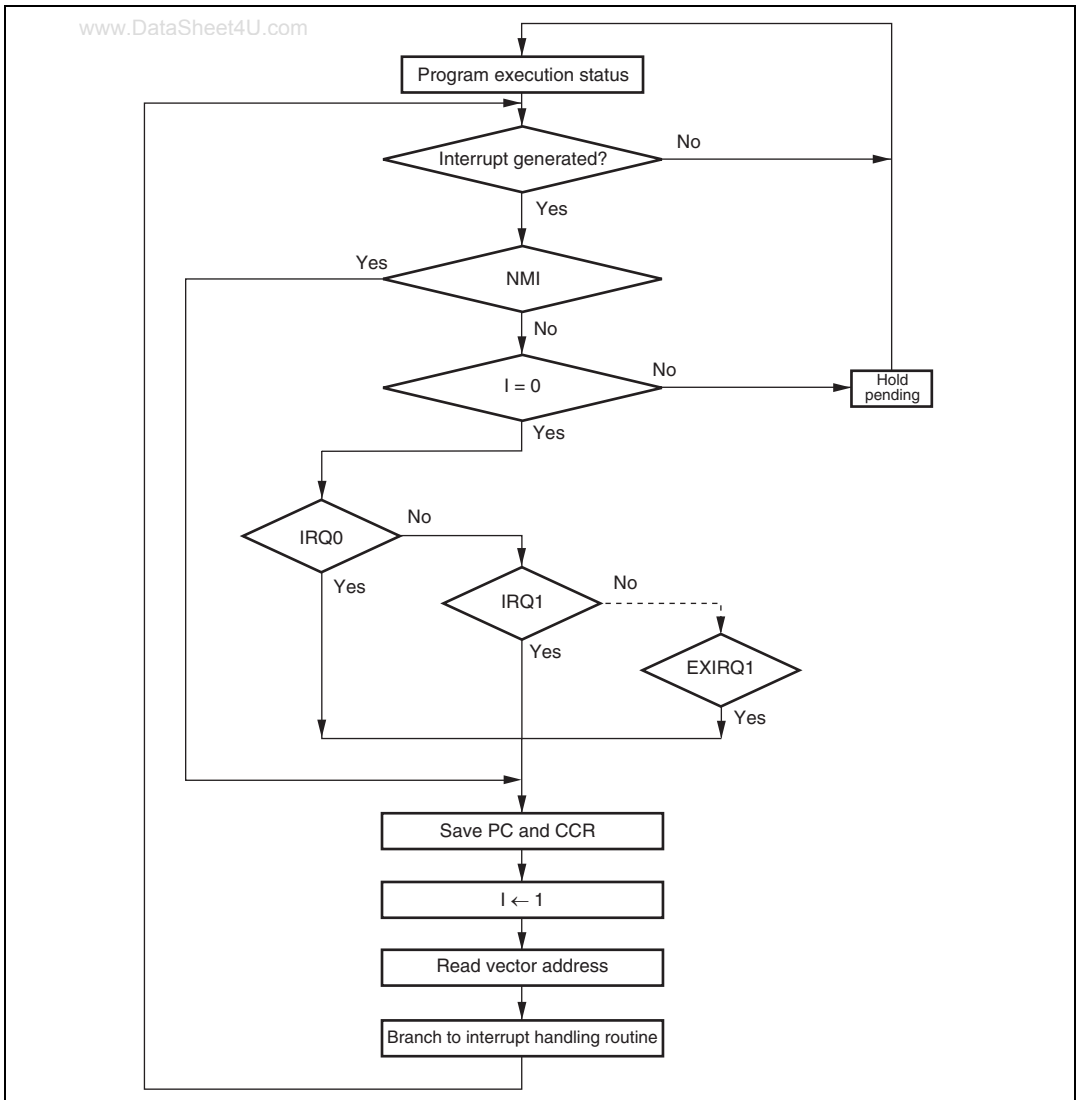 www.DataSheet4U.com
Program execution status
Interrupt generated?
No
Yes
Yes
NMI
No
I = 0
No
Hold
pending
Yes
IRQ0
No
Yes
IRQ1
No
Yes
EXIRQ1
Yes
Save PC and CCR
I ← 1
Read vector address
Branch to interrupt handling routine